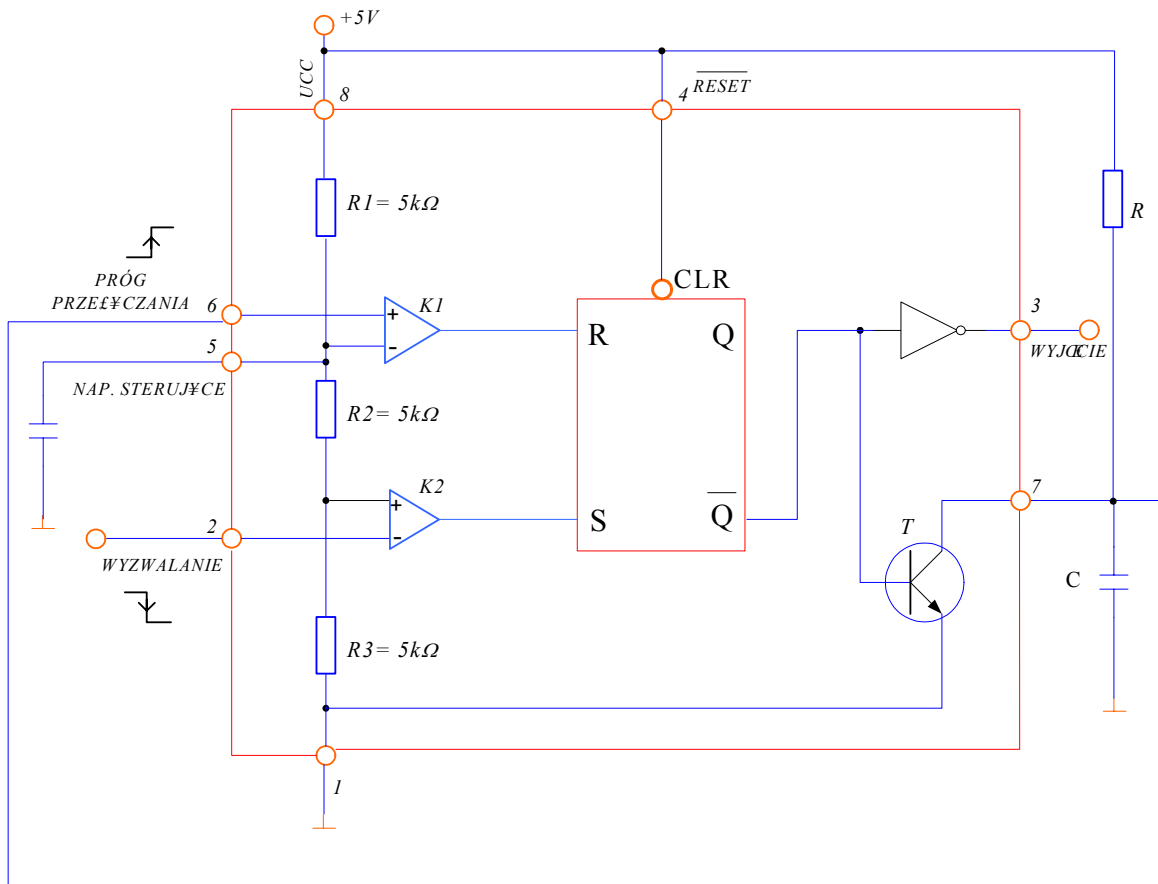 +5V
UCC
8
4
RESET
R1= 5kΩ
R
PRÓG
PRZE£¥CZANIA
6
K1
CLR
+
-
R
Q
3
5
WYJŒCIE
NAP. STERUJ¥CE
R2= 5kΩ
K2
7
+
-
S
Q
2
T
WYZWALANIE
C
R3= 5kΩ
1